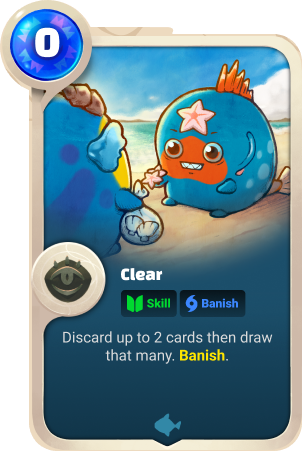 0
Clear
Skill Banish
Discard up to 2 cards then draw
that many. Banish.